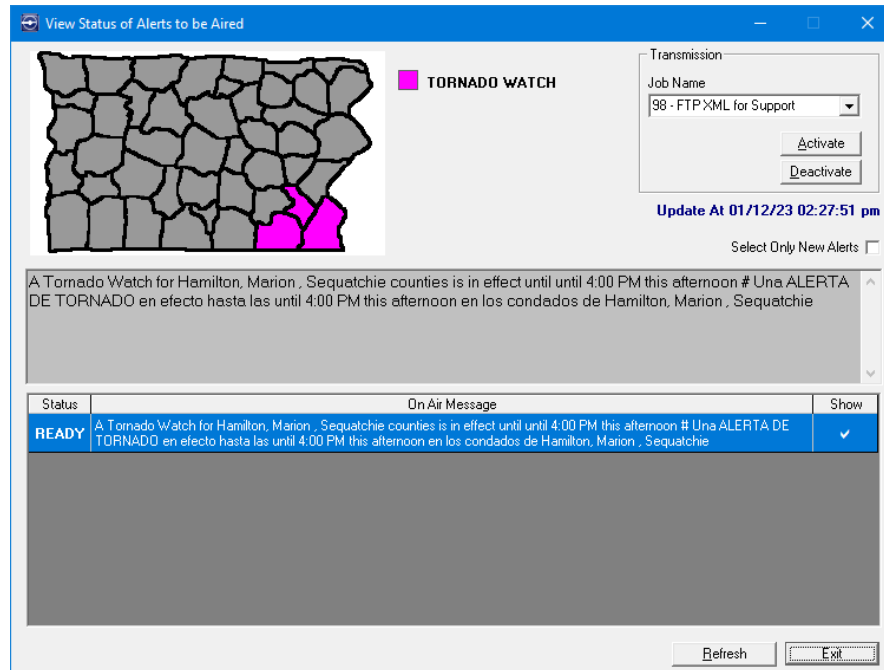 View Status of Alerts to be Aired
TORNADO WATCH
Transmission
Job Name
98 - FTP XML for Support
Activate
Deactivate
Update At 01/12/23 02:27:51 pm
Select Only New Alerts
A Tornado Watch for Hamilton, Marion , Sequatchie counties is in effect until until 4:00 PM this afternoon # Una ALERTA
DE TORNADO en efecto hasta las until 4:00 PM this afternoon en los condados de Hamilton, Marion , Sequatchie
Status On Air Message Show
READY
A Tornado Watch for Hamilton, Marion , Sequatchie counties is in effect until until 4:00 PM this afternoon # Una ALERTA DE
TORNADO en efecto hasta las until 4:00 PM this afternoon en los condados de Hamilton, Marion , Sequatchie
Refresh
Exit